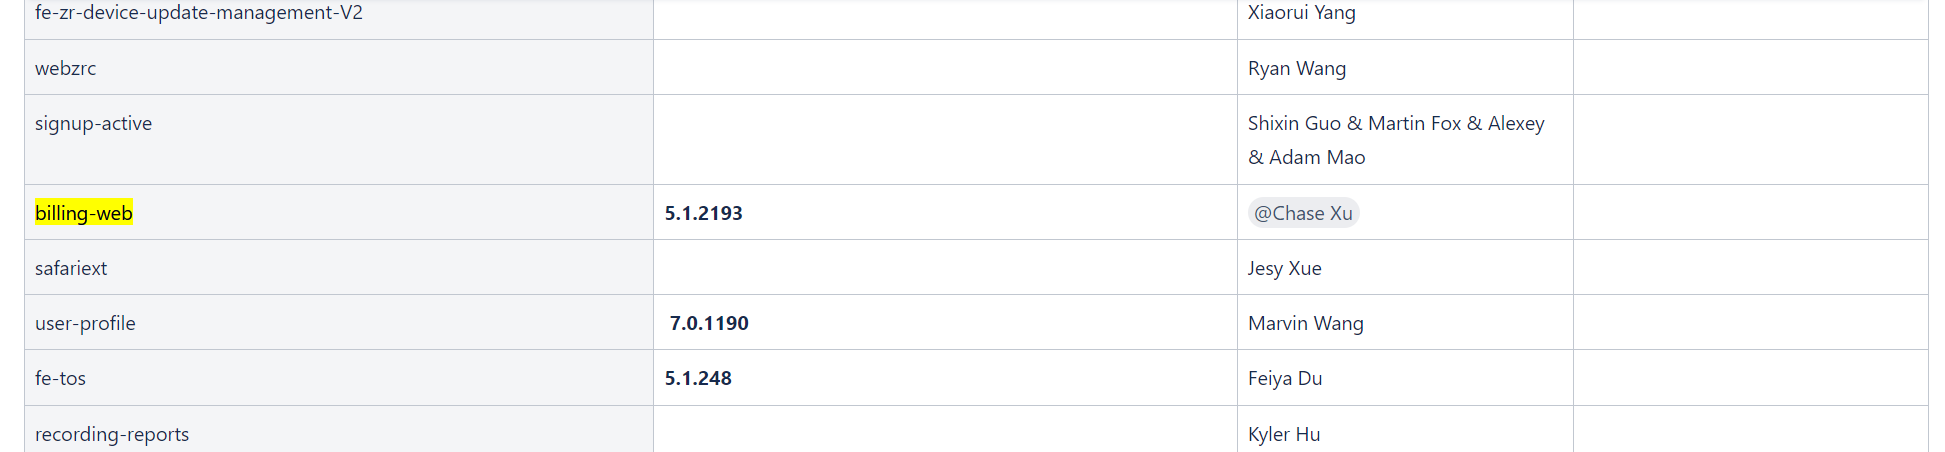 fe-zr-device-update-management-V2
Xiaorui Yang
webzrc
Ryan Wang
signup-active
Shixin Guo & Martin Fox & Alexey
& Adam Mao
billing-web
5.1.2193
@Chase Xu
safariext
Jesy Xue
user-profile
7.0.1190
Marvin Wang
fe-tos
5.1.248
Feiya Du
recording-reports
Kyler Hu